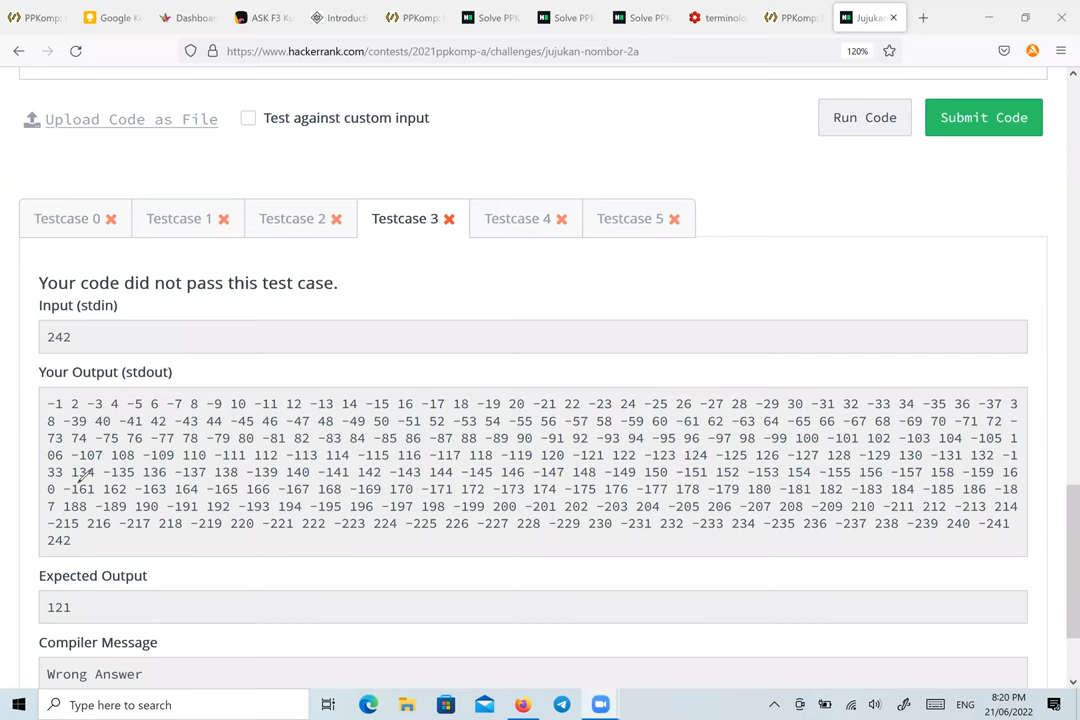 PPKomp: Google Ke Dashboar ASK F3 Ku Introducti PPKomp: Solve PPK Solve PPK Solve PPK terminolo PPKomp: Jujukan
https://www.hackerrank.com/contests/2021ppkomp-a/challenges/jujukan-nombor-2a 120%
Upload Code as File Test against custom input Run Code Submit Code
Testcase 0 Testcase 1 Testcase 2 Testcase 3 Testcase 4 Testcase 5
Your code did not pass this test case.
Input (stdin)
242
Your Output (stdout)
-1 2 -3 4 -5 6 -7 8 -9 10 -11 12 -13 14 -15 16 -17 18 -19 20 -21 22 -23 24 -25 26 -27 28 -29 30 -31 32 -33 34 -35 36 -37 3
8 -39 40 -41 42 -43 44 -45 46 -47 48 -49 50 -51 52 -53 54 -55 56 -57 58 -59 60 -61 62 -63 64 -65 66 -67 68 -69 70 -71 72 -
73 74 -75 76 -77 78 -79 80 -81 82 -83 84 -85 86 -87 88 -89 90 -91 92 -93 94 -95 96 -97 98 -99 100 -101 102 -103 104 -105 1
06 -107 108 -109 110 -111 112 -113 114 -115 116 -117 118 -119 120 -121 122 -123 124 -125 126 -127 128 -129 130 -131 132 -1
33 134 -135 136 -137 138 -139 140 -141 142 -143 144 -145 146 -147 148 -149 150 -151 152 -153 154 -155 156 -157 158 -159 16
0 -161 162 -163 164 -165 166 -167 168 -169 170 -171 172 -173 174 -175 176 -177 178 -179 180 -181 182 -183 184 -185 186 -18
7 188 -189 190 -191 192 -193 194 -195 196 -197 198 -199 200 -201 202 -203 204 -205 206 -207 208 -209 210 -211 212 -213 214
-215 216 -217 218 -219 220 -221 222 -223 224 -225 226 -227 228 -229 230 -231 232 -233 234 -235 236 -237 238 -239 240 -241
242
Expected Output
121
Compiler Message
Wrong Answer
Type here to search ENG 8:20 PM
21/06/2022